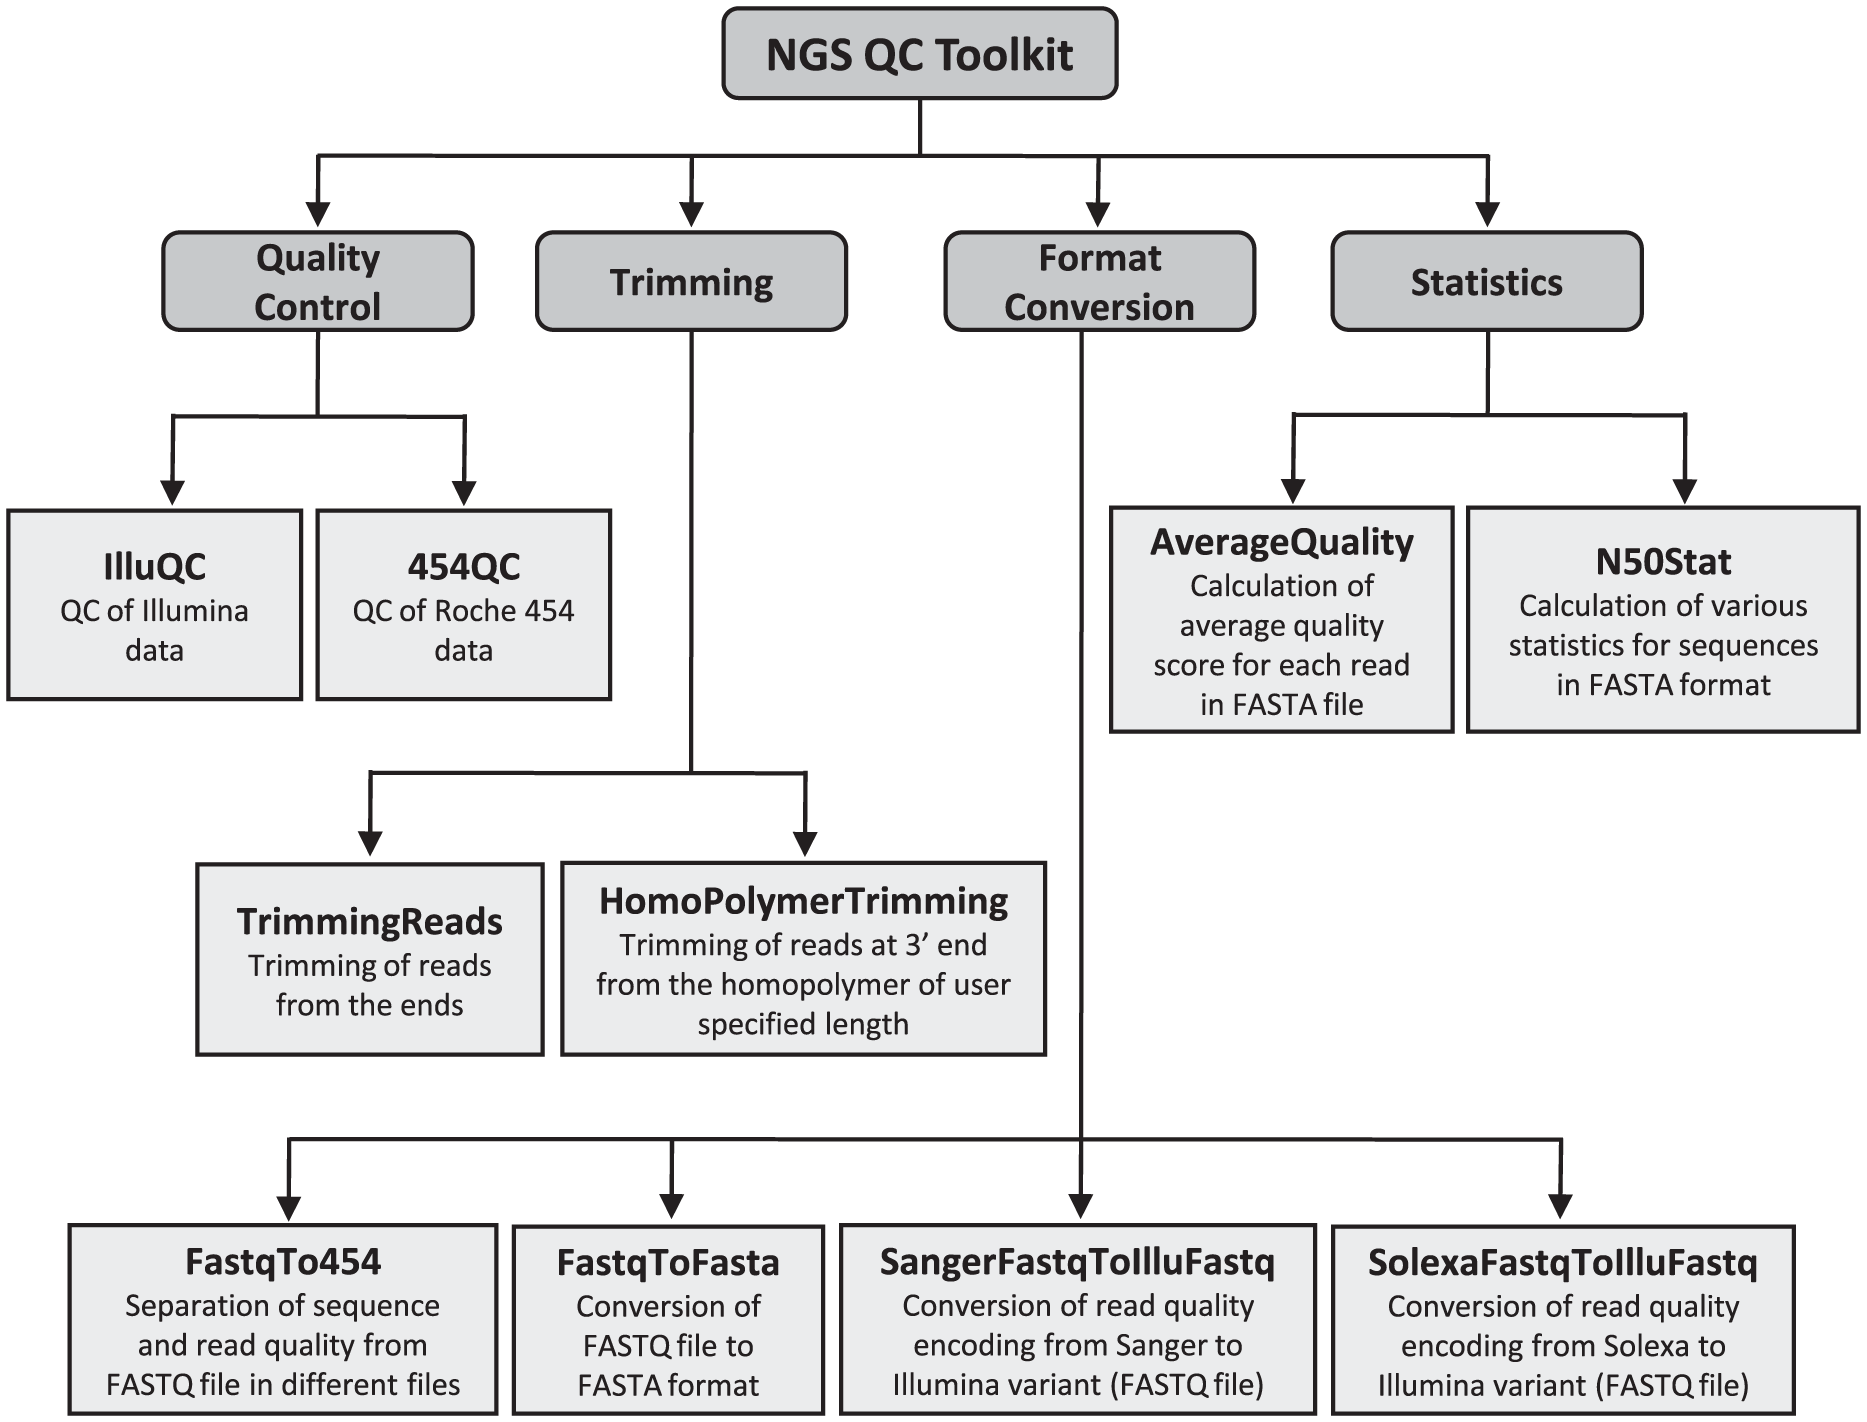 NGS QC Toolkit
Quality
Control
Trimming
Format
Conversion
Statistics
IlluQC
QC of Illumina
data
454QC
QC of Roche 454
data
AverageQuality
Calculation of
average quality
score for each read
in FASTA file
N50Stat
Calculation of various
statistics for sequences
in FASTA format
TrimmingReads
Trimming of reads
from the ends
HomoPolymerTrimming
Trimming of reads at 3’ end
from the homopolymer of user
specified length
FastqTo454
Separation of sequence
and read quality from
FASTQ file in different files
FastqToFasta
Conversion of
FASTQ file to
FASTA format
SangerFastqToIlluFastq
Conversion of read quality
encoding from Sanger to
Illumina variant (FASTQ file)
SolexaFastqToIlluFastq
Conversion of read quality
encoding from Solexa to
Illumina variant (FASTQ file)